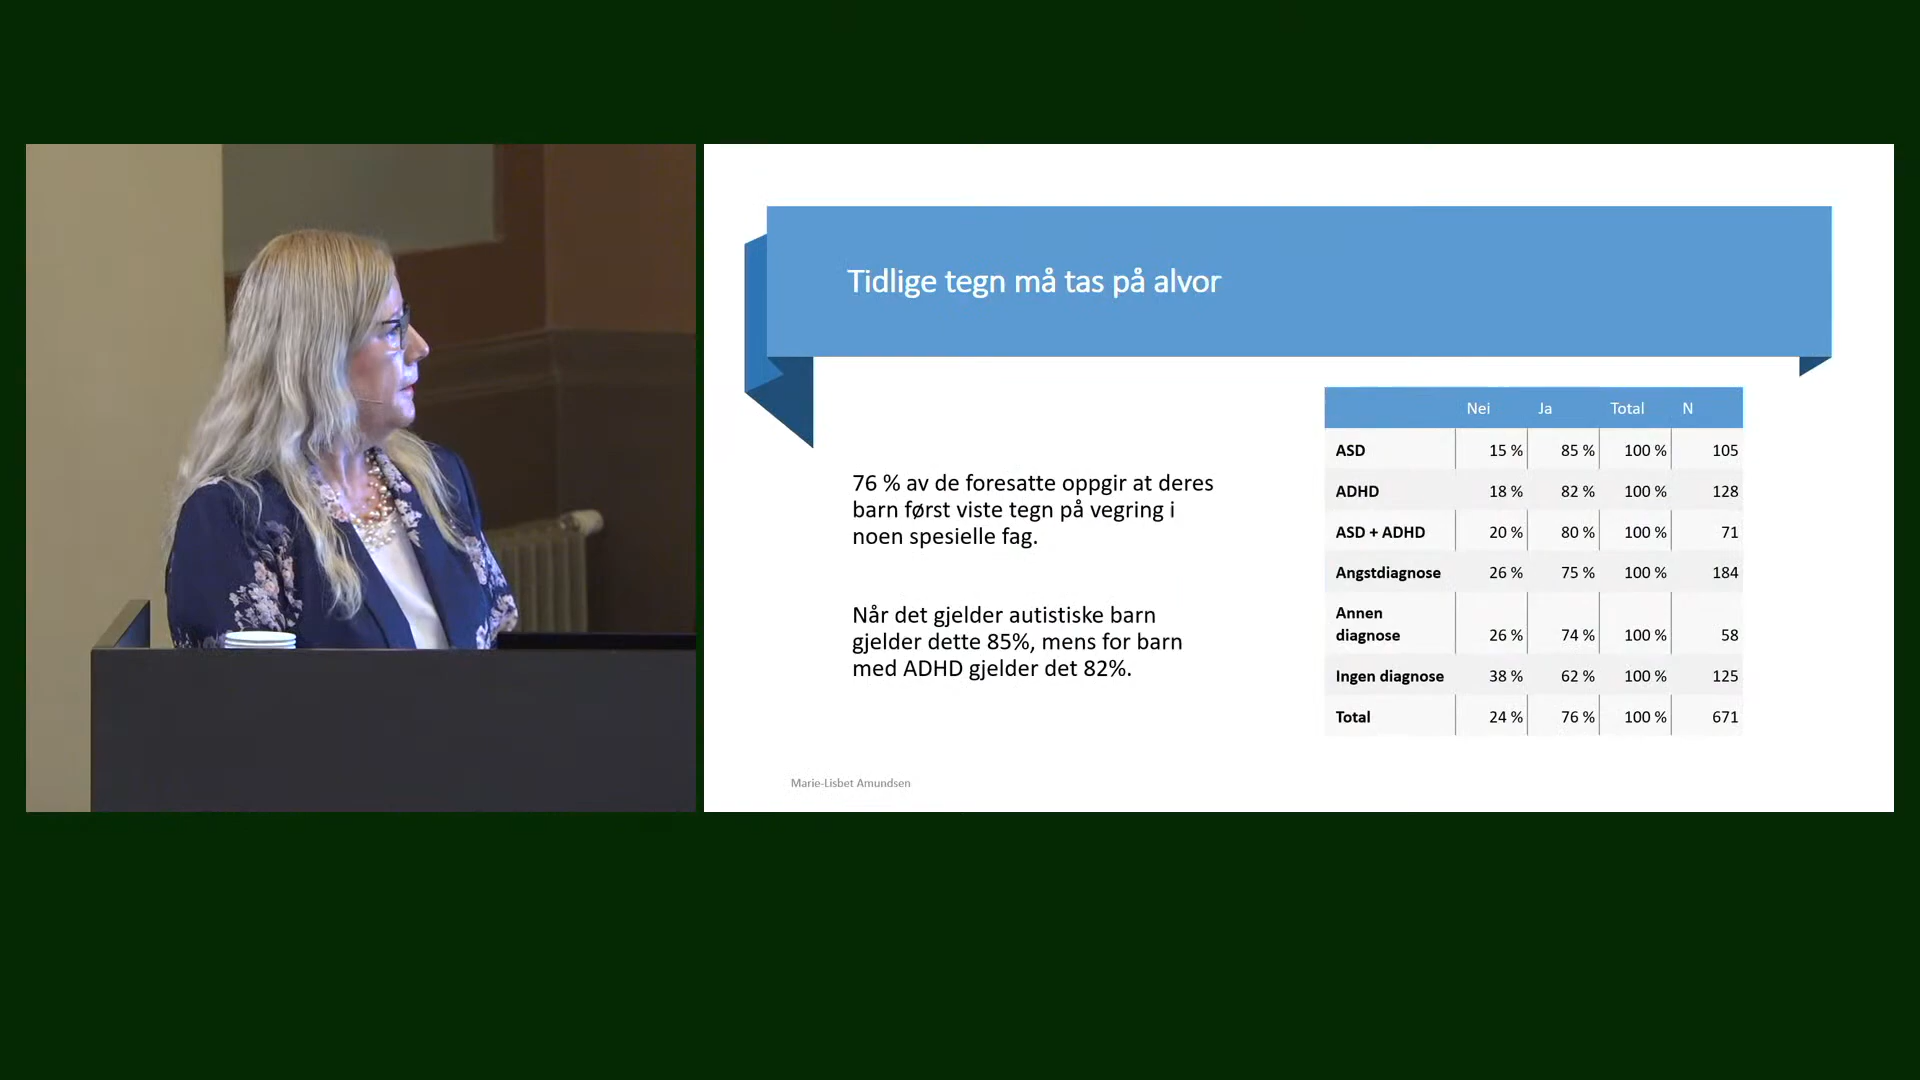 Tidlige tegn må tas på alvor
76 % av de foresatte oppgir at deres
barn først viste tegn på vegring i
noen spesielle fag.
Når det gjelder autistiske barn
gjelder dette 85%, mens for barn
med ADHD gjelder det 82%.
Nei Ja Total N
ASD 15 % 85 % 100 % 105
ADHD 18 % 82 % 100 % 128
ASD + ADHD 20 % 80 % 100 % 71
Angstdiagnose 26 % 75 % 100 % 184
Annen
diagnose 26 % 74 % 100 % 58
Ingen diagnose 38 % 62 % 100 % 125
Total 24 % 76 % 100 % 671
Marie-Lisbet Amundsen